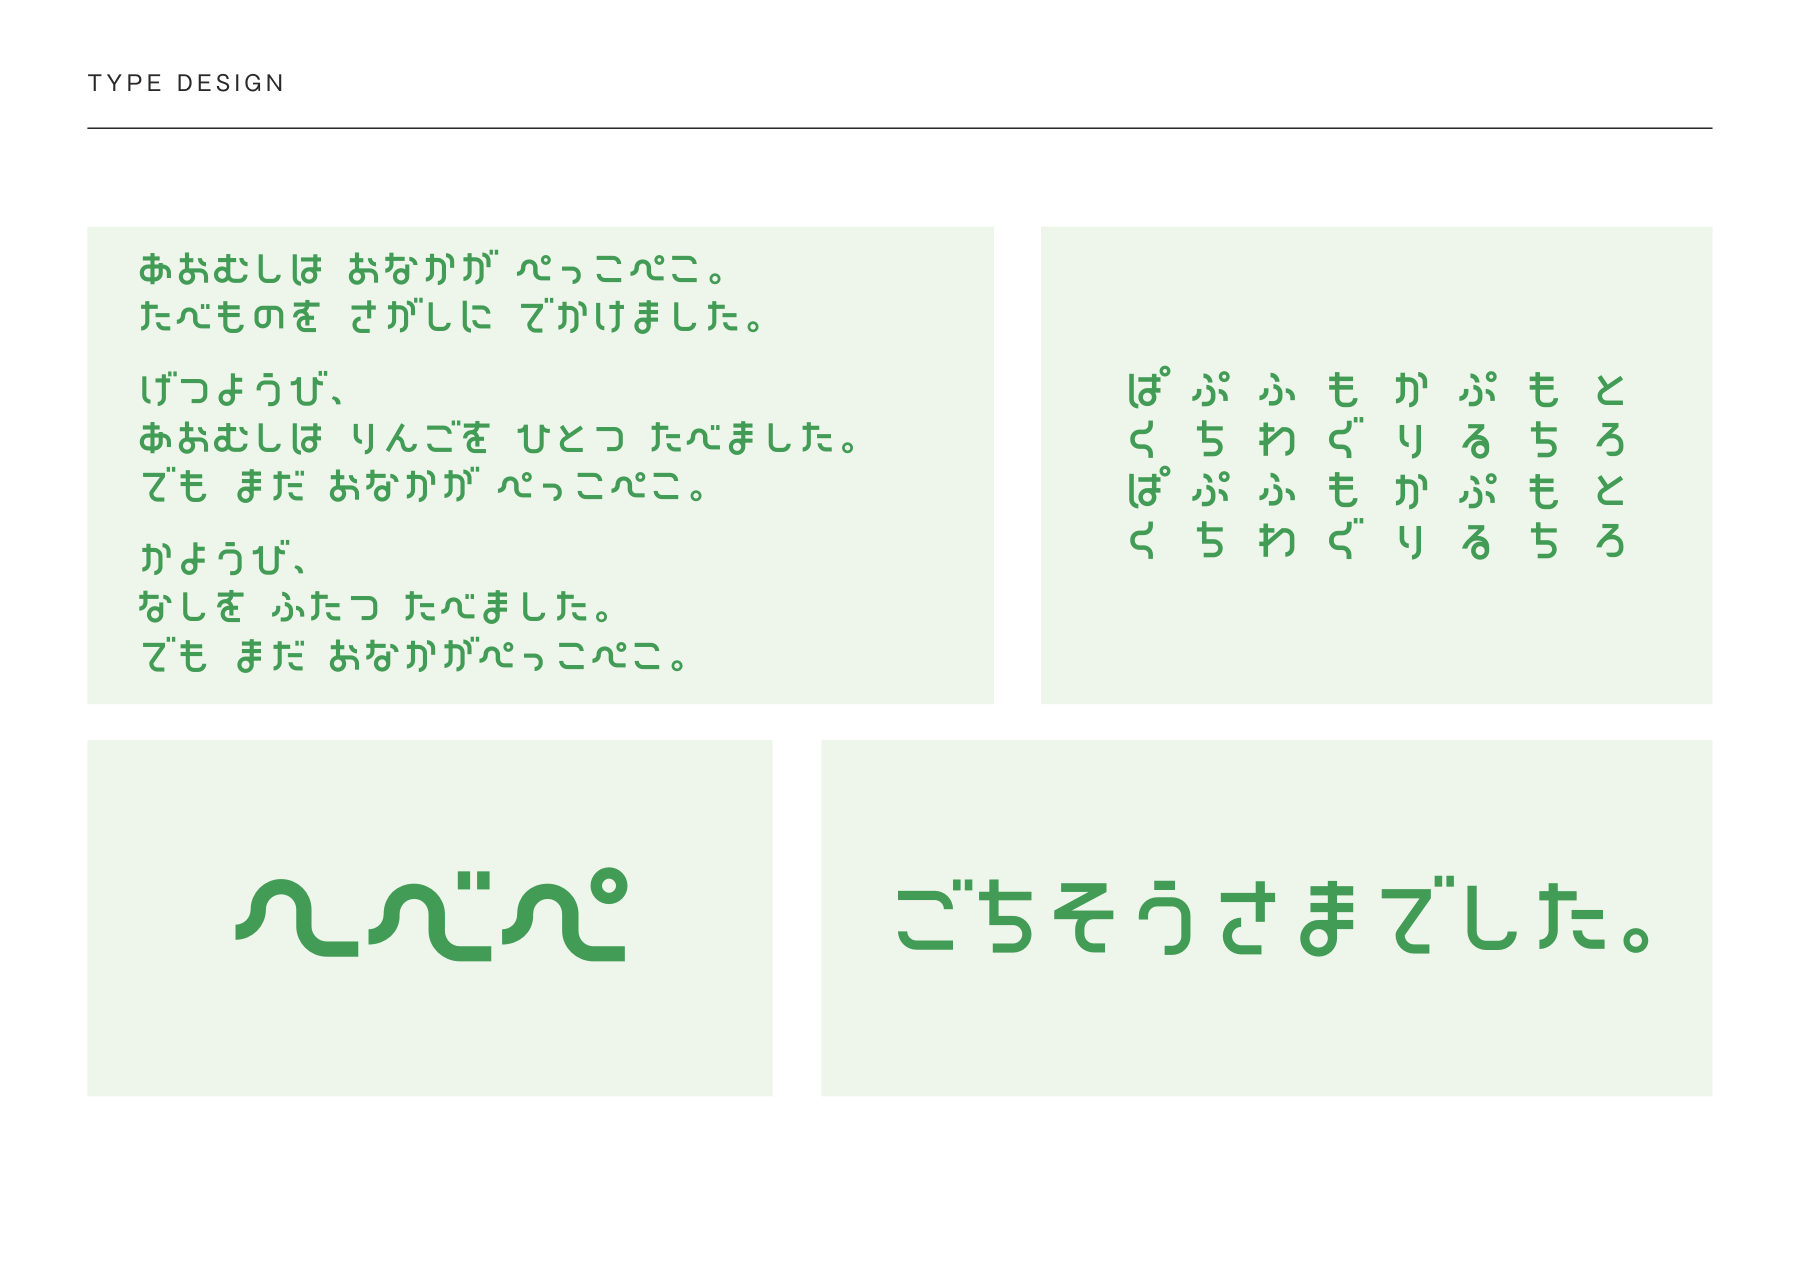 TYPE DESIGN
あおむしは おなかが ぺっこぺこ。
たべものを さがしに でかけました。
げつようび、
あおむしは りんごを ひとつ たべました。
でも まだ おなかが ぺっこぺこ。
かようび、
なしを ふたつ たべました。
でも まだ おなかがぺっこぺこ。
ぱ ぷ ふ も か ぷ も と
く ち わ ぐ り る ち ろ
ぱ ぷ ふ も か ぷ も と
く ち わ ぐ り る ち ろ
へべぺ
ごちそうさまでした。